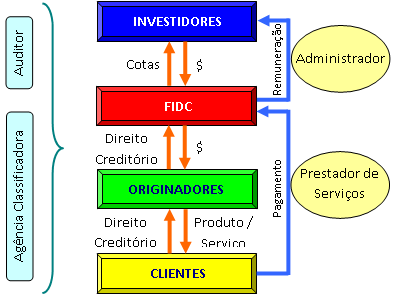 Auditor
Agência Classificadora
INVESTIDORES
Cotas
$
Remuneração
Administrador
FIDC
Direito
Creditório
$
Pagamento
Prestador de
Serviços
ORIGINADORES
Direito
Creditório
Produto /
Serviço
CLIENTES